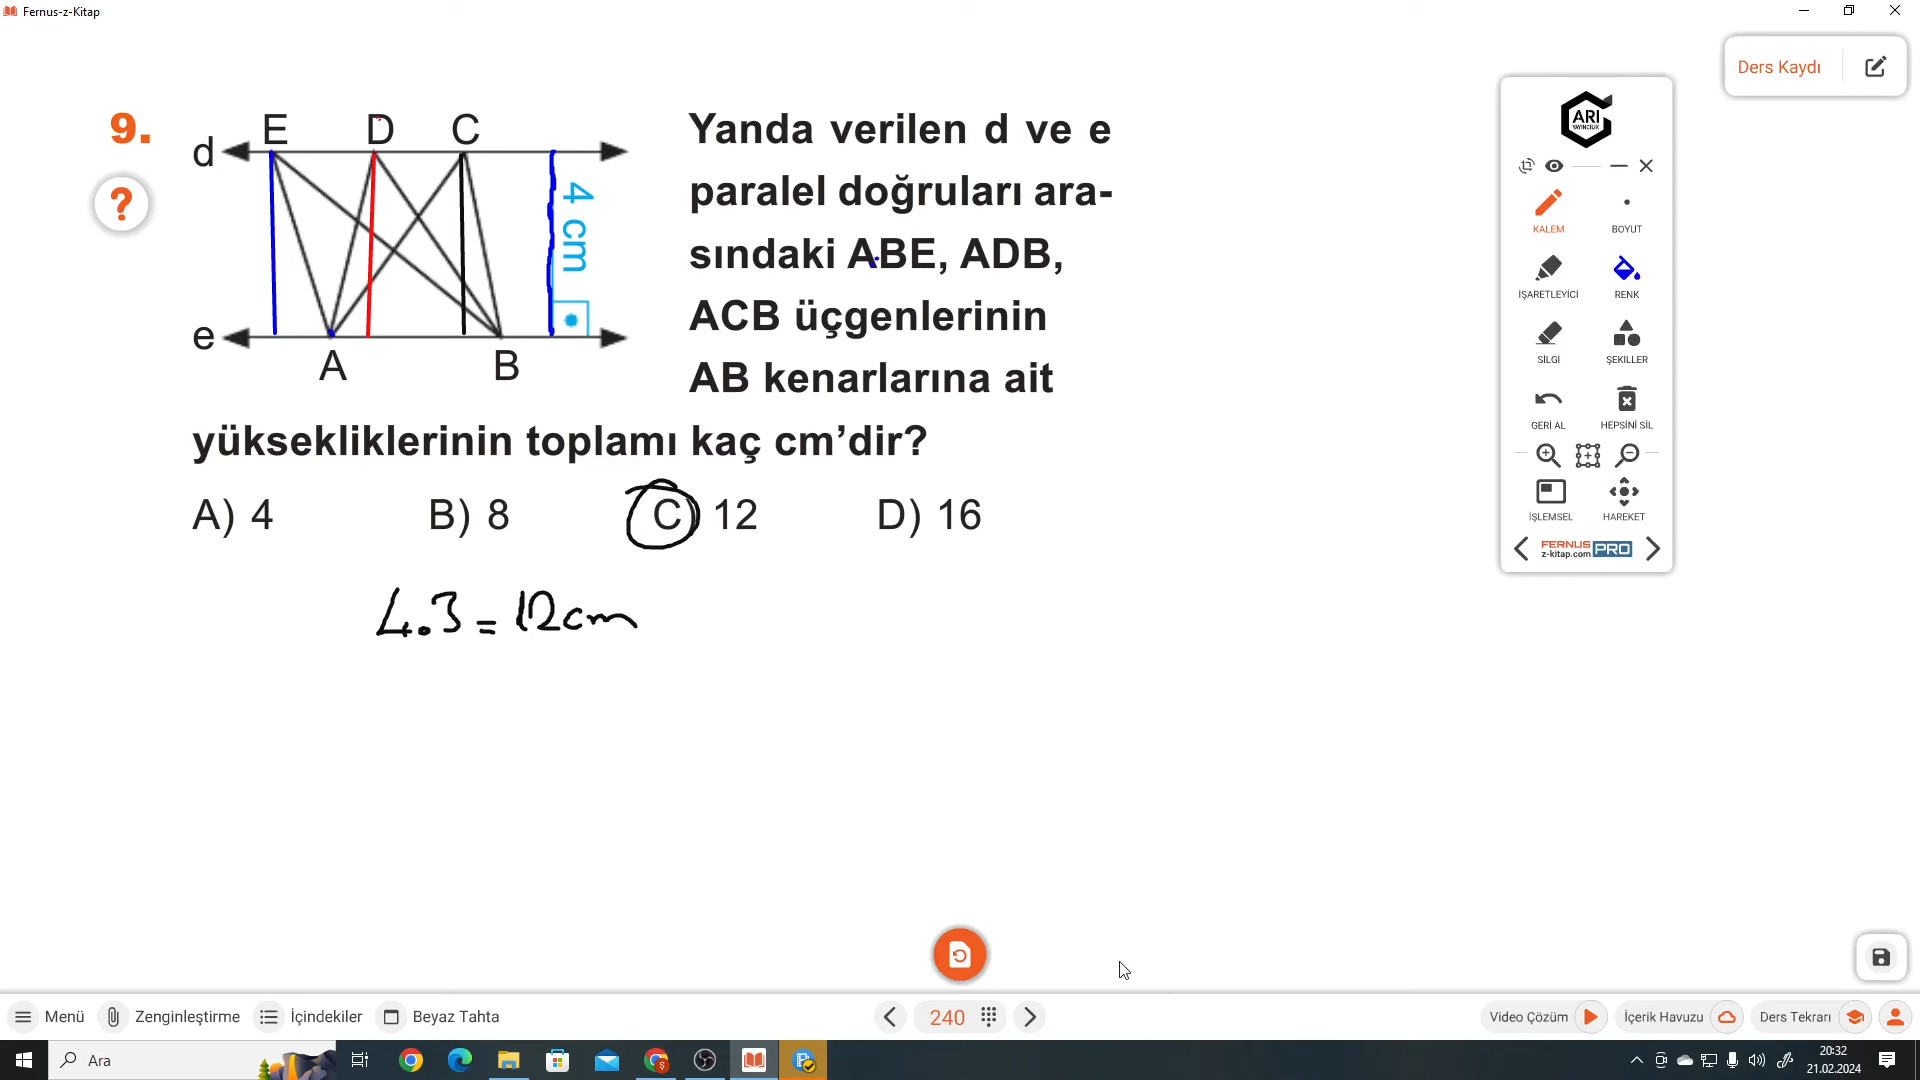 Fernus-z-Kitap
Ders Kaydı
9.
E D C
d
4 cm
e
A B
Yanda verilen d ve e
paralel doğruları ara-
sındaki ABE, ADB,
ACB üçgenlerinin
AB kenarlarına ait
yüksekliklerinin toplamı kaç cm’dir?
A) 4 B) 8 C) 12 D) 16
4.3 = 12cm
?
ARI
YAYINCILIK
KALEM BOYUT
İŞARETLEYİCİ RENK
SİLGİ ŞEKİLLER
GERİ AL HEPSİNİ SİL
İŞLEMSEL HAREKET
FERNUS PRO
z-kitap.com
Menü Zenginleştirme İçindekiler Beyaz Tahta 240 Video Çözüm İçerik Havuzu Ders Tekrarı
Ara
20:32
21.02.2024